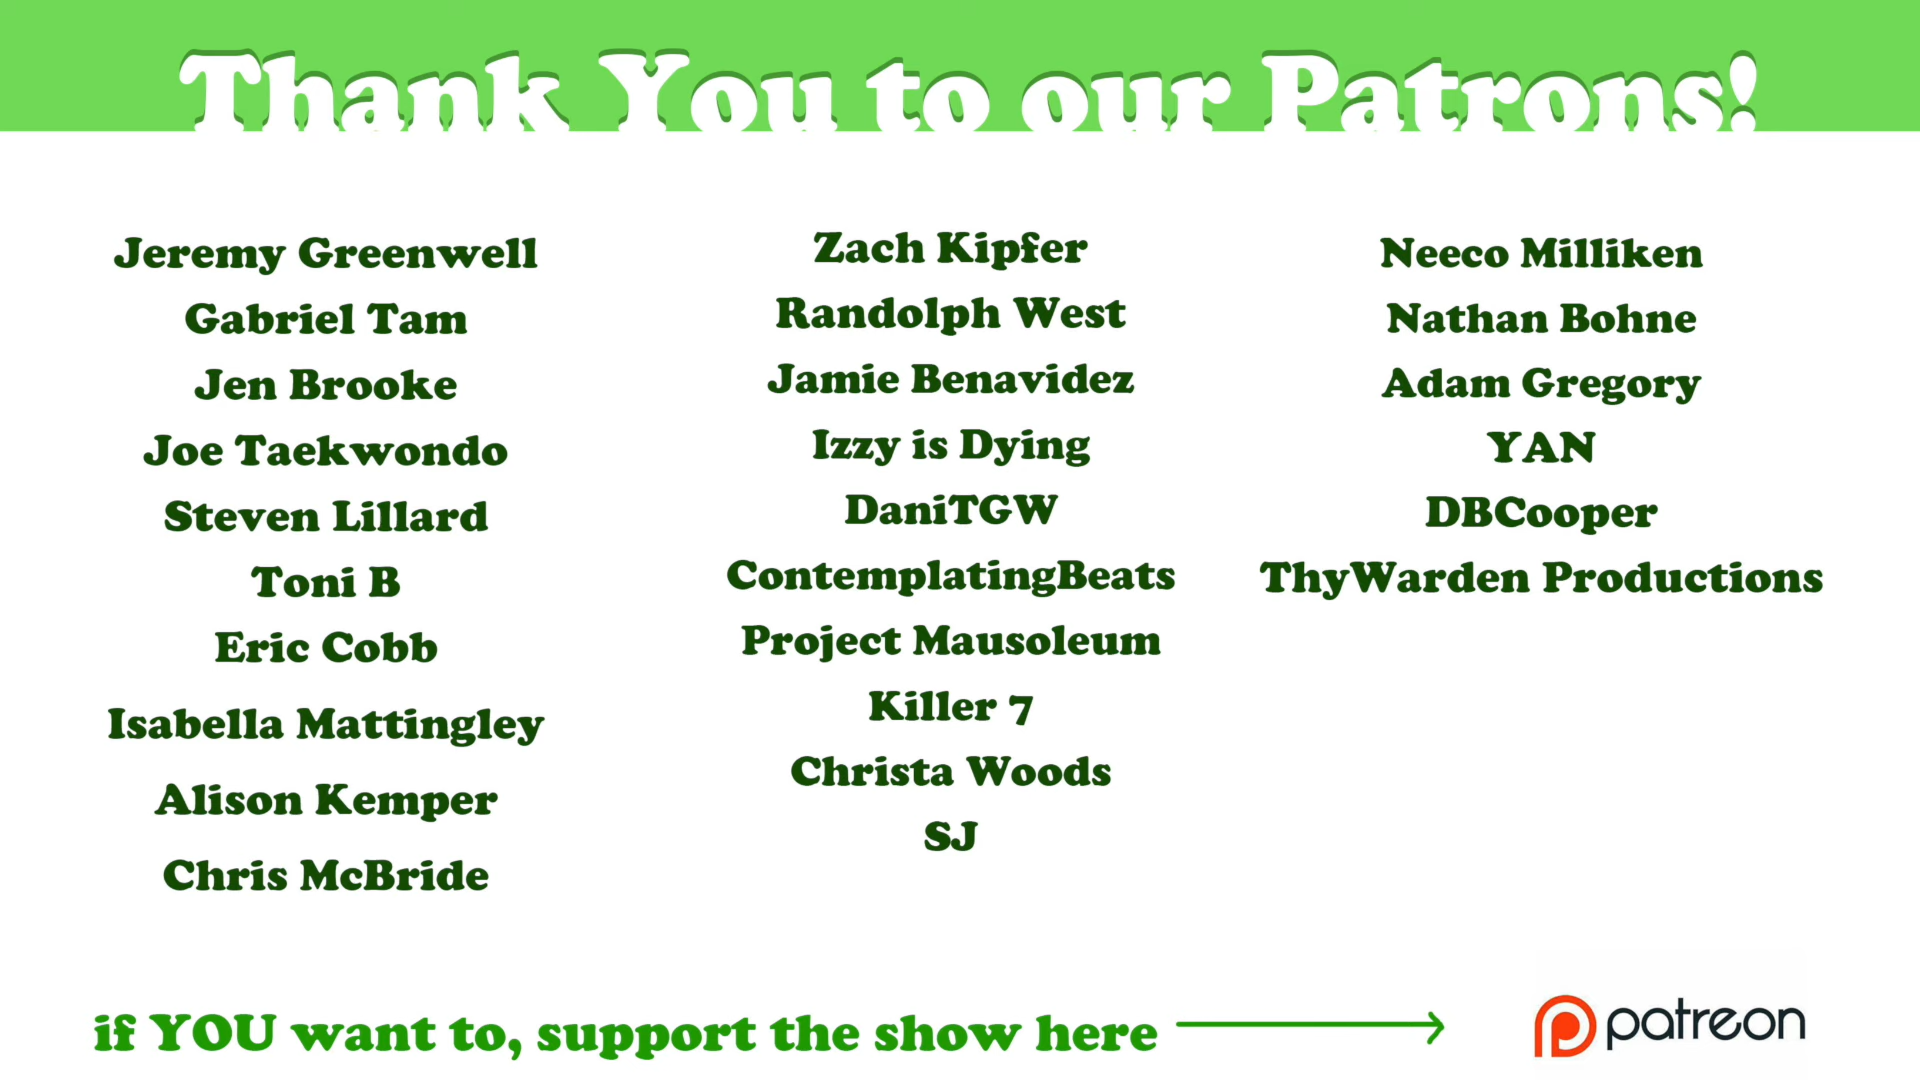 Thank You to our Patrons!
Jeremy Greenwell
Gabriel Tam
Jen Brooke
Joe Taekwondo
Steven Lillard
Toni B
Eric Cobb
Isabella Mattingley
Alison Kemper
Chris McBride
Zach Kipfer
Randolph West
Jamie Benavidez
Izzy is Dying
DaniTGW
ContemplatingBeats
Project Mausoleum
Killer 7
Christa Woods
SJ
Neeco Milliken
Nathan Bohne
Adam Gregory
YAN
DBCooper
ThyWarden Productions
if YOU want to, support the show here
patreon